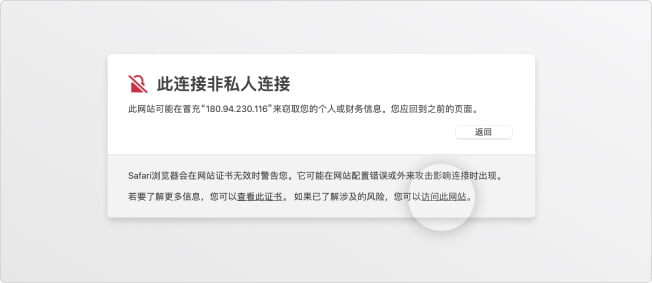 此连接非私人连接
此网站可能在冒充“180.94.230.116”来窃取您的个人或财务信息。您应回到之前的页面。
返回
Safari浏览器会在网站证书无效时警告您。它可能在网站配置错误或外来攻击影响连接时出现。
若要了解更多信息，您可以查看此证书。 如果已了解涉及的风险，您可以访问此网站。